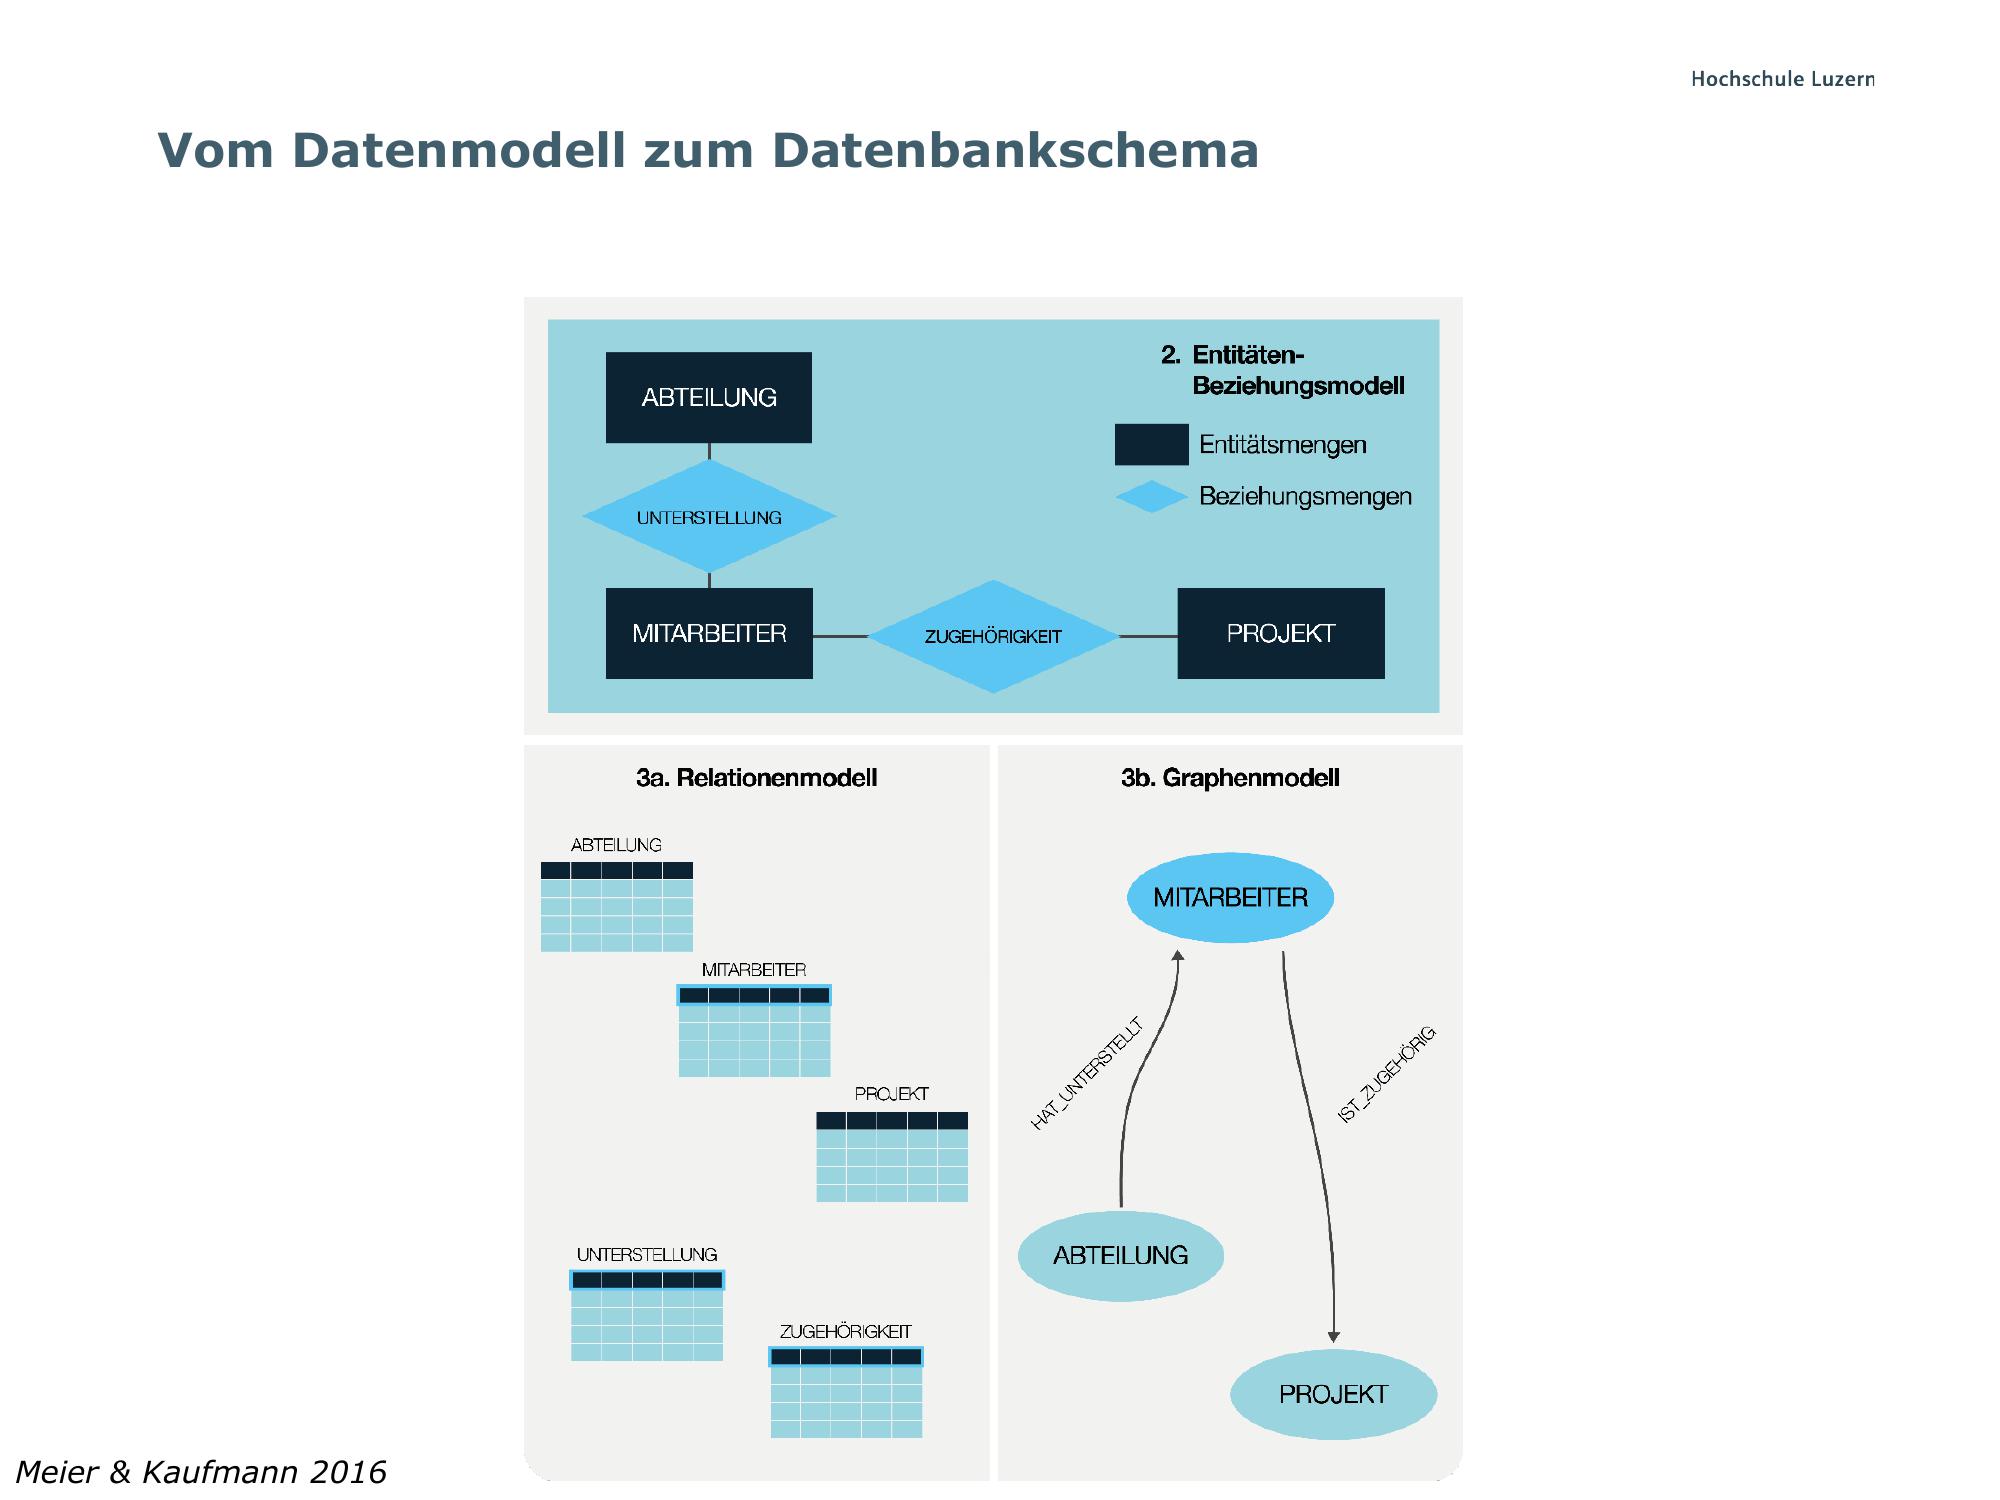 Hochschule Luzern
Vom Datenmodell zum Datenbankschema
2. Entitäten-
Beziehungsmodell
ABTEILUNG
Entitätsmengen
Beziehungsmengen
UNTERSTELLUNG
MITARBEITER
ZUGEHÖRIGKEIT
PROJEKT
3a. Relationenmodell
ABTEILUNG
MITARBEITER
PROJEKT
UNTERSTELLUNG
ZUGEHÖRIGKEIT
3b. Graphenmodell
MITARBEITER
HAT_UNTERSTELLT
IST_ZUGEHÖRIG
ABTEILUNG
PROJEKT
Meier & Kaufmann 2016